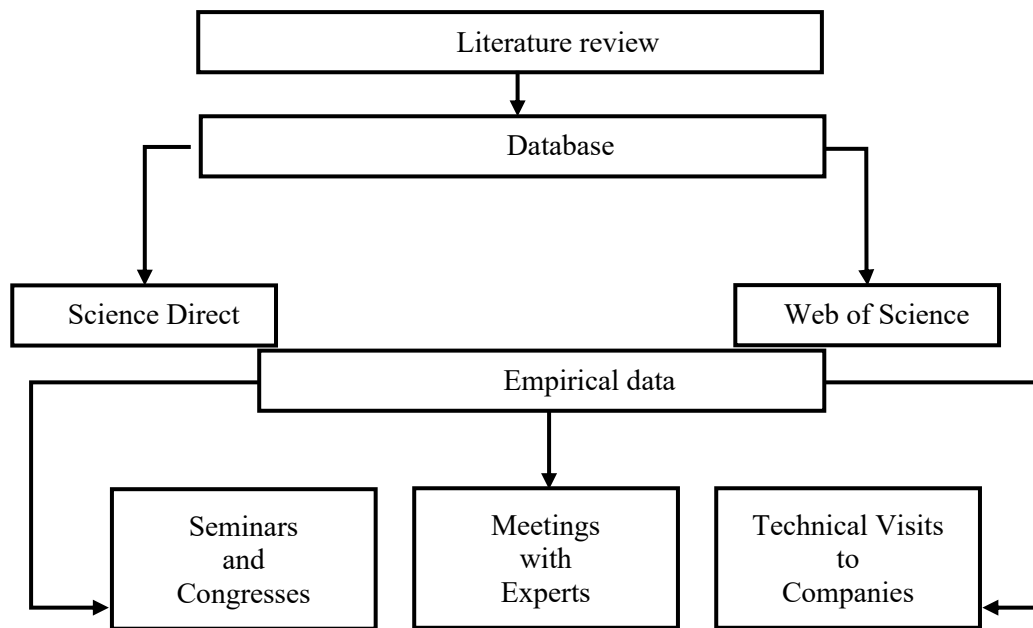 Literature review
Database
Science Direct
Web of Science
Empirical data
Seminars
and
Congresses
Meetings
with
Experts
Technical Visits
to
Companies